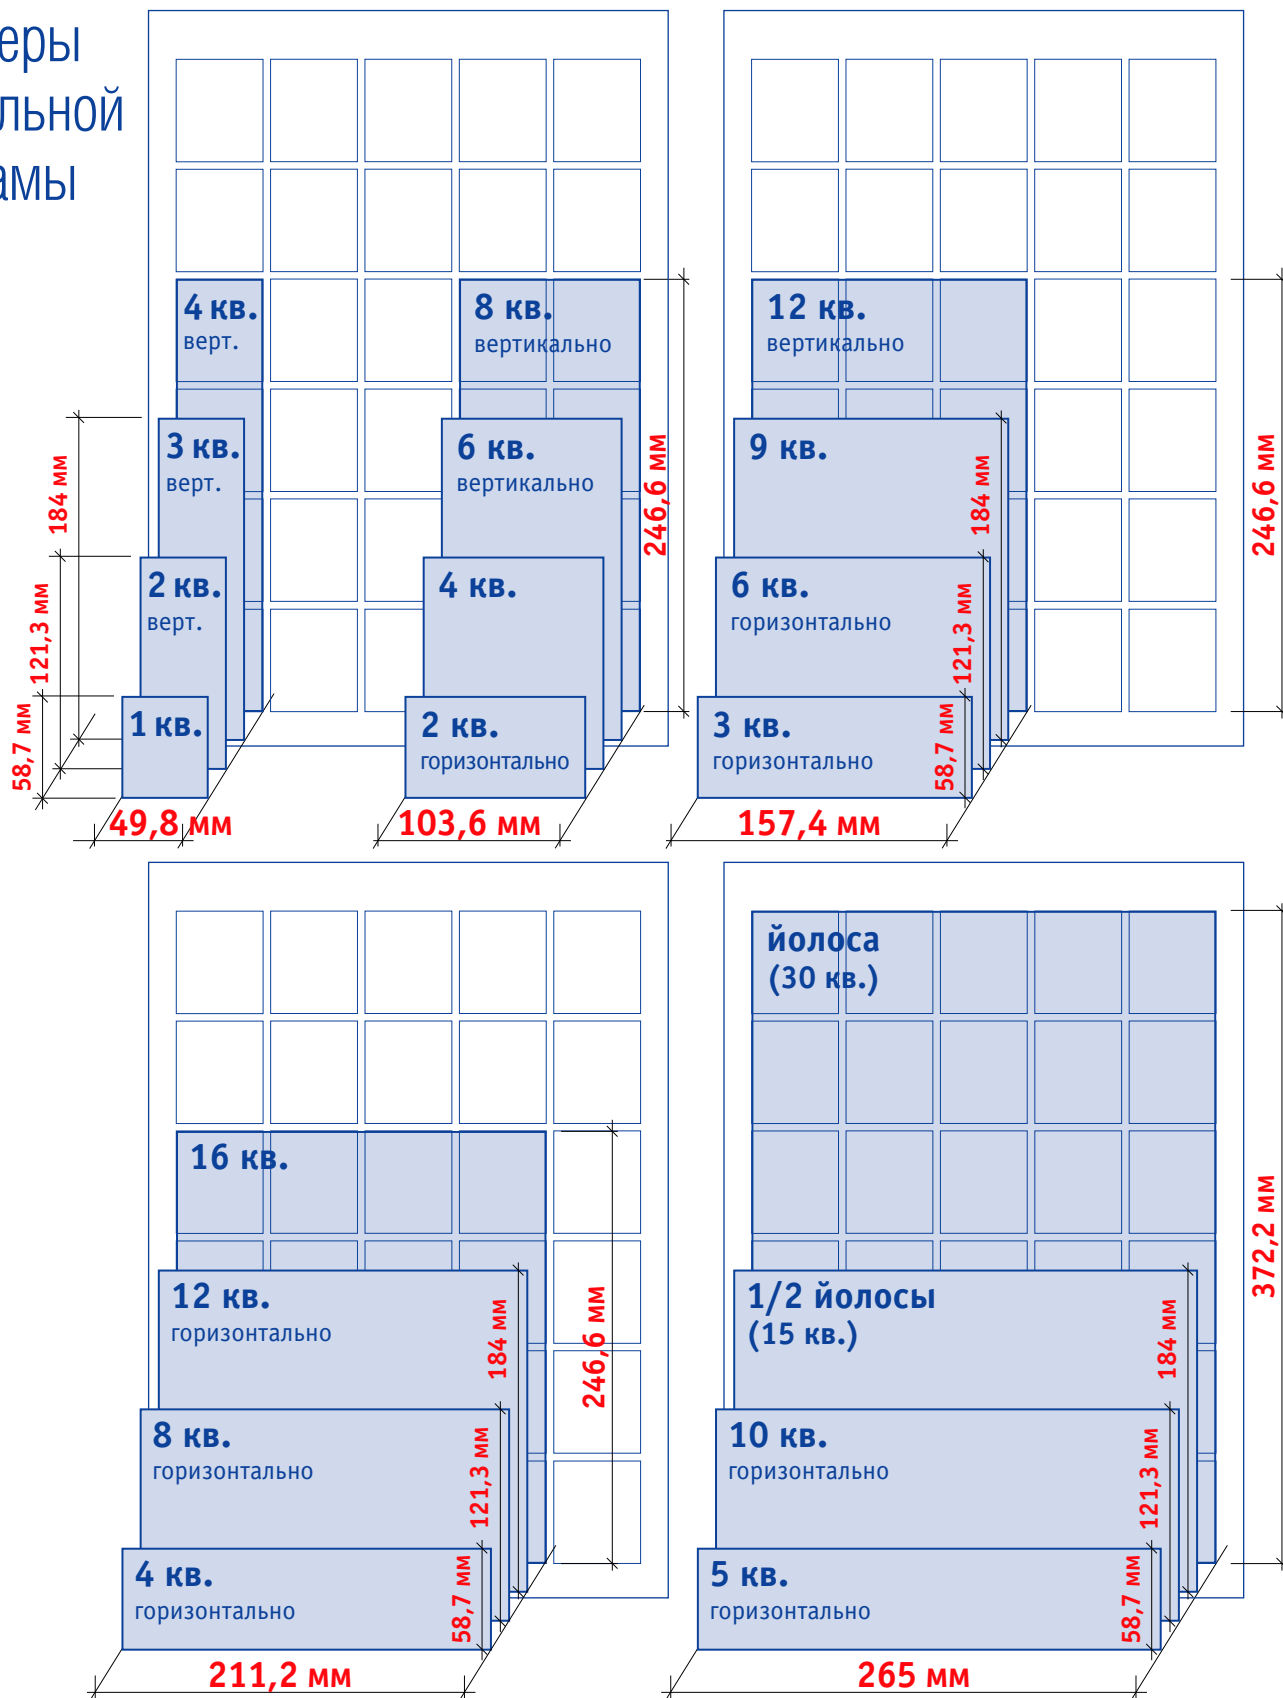 еры
льной
амы
4 кв.
верт.
3 кв.
верт.
2 кв.
верт.
1 кв.
184 мм
121,3 мм
58,7 мм
49,8 мм
8 кв.
вертикально
6 кв.
вертикально
4 кв.
2 кв.
горизонтально
246,6 мм
103,6 мм
12 кв.
вертикально
9 кв.
6 кв.
горизонтально
3 кв.
горизонтально
184 мм
121,3 мм
58,7 мм
246,6 мм
157,4 мм
16 кв.
12 кв.
горизонтально
8 кв.
горизонтально
4 кв.
горизонтально
184 мм
121,3 мм
58,7 мм
246,6 мм
211,2 мм
йолоса
(30 кв.)
1/2 йолосы
(15 кв.)
10 кв.
горизонтально
5 кв.
горизонтально
184 мм
121,3 мм
58,7 мм
372,2 мм
265 мм